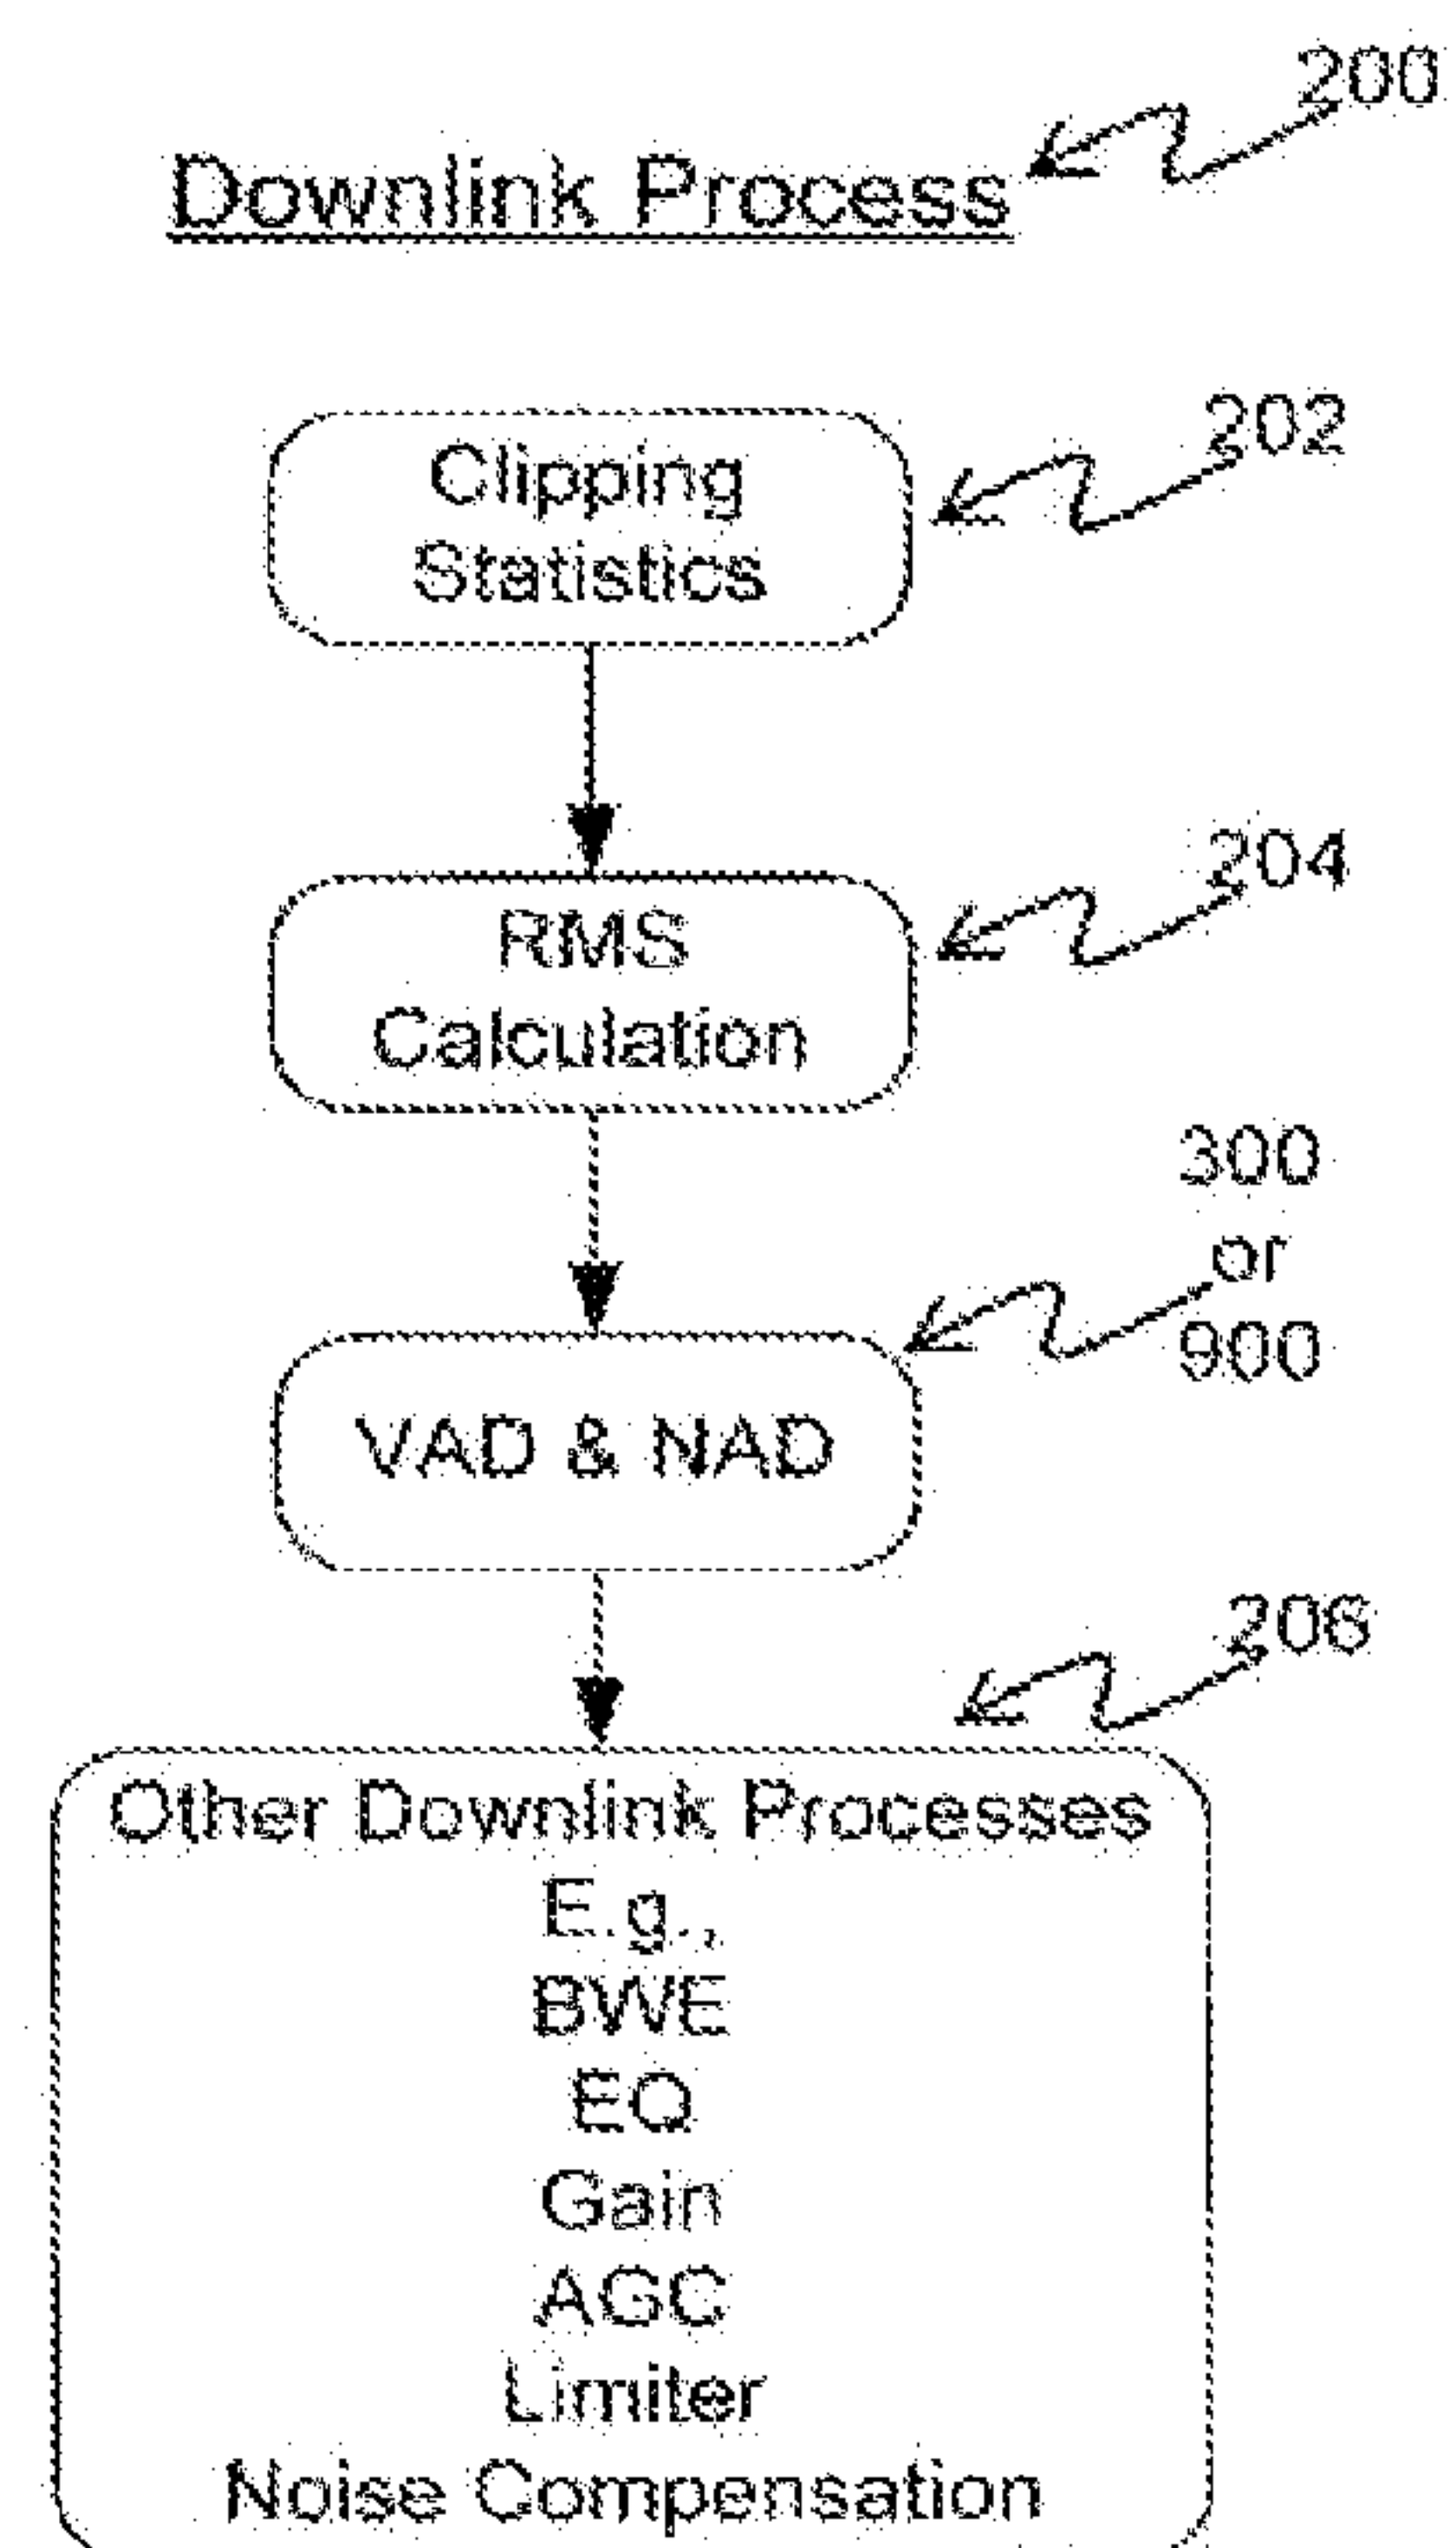 200
Downlink Process
202
Clipping
Statistics
204
RMS
Calculation
300
or
900
VAD & NAD
206
Other Downlink Processes
E.g.,
BWE
EQ
Gain
AGC
Limiter
Noise Compensation